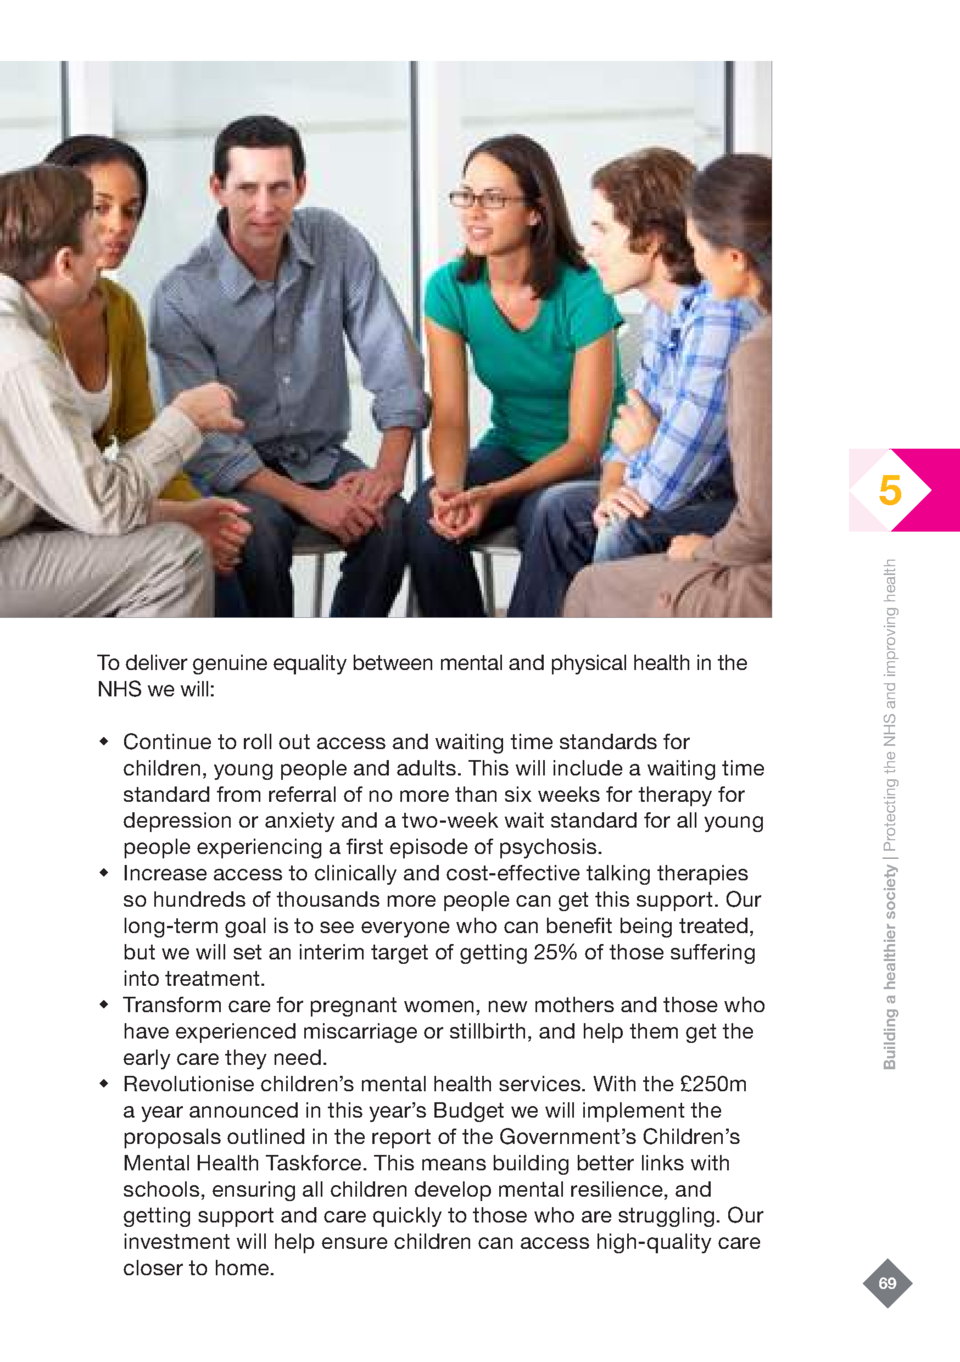 To deliver genuine equality between mental and physical health in the
NHS we will:
◆ Continue to roll out access and waiting time standards for
children, young people and adults. This will include a waiting time
standard from referral of no more than six weeks for therapy for
depression or anxiety and a two-week wait standard for all young
people experiencing a first episode of psychosis.
◆ Increase access to clinically and cost-effective talking therapies
so hundreds of thousands more people can get this support. Our
long-term goal is to see everyone who can benefit being treated,
but we will set an interim target of getting 25% of those suffering
into treatment.
◆ Transform care for pregnant women, new mothers and those who
have experienced miscarriage or stillbirth, and help them get the
early care they need.
◆ Revolutionise children’s mental health services. With the £250m
a year announced in this year’s Budget we will implement the
proposals outlined in the report of the Government’s Children’s
Mental Health Taskforce. This means building better links with
schools, ensuring all children develop mental resilience, and
getting support and care quickly to those who are struggling. Our
investment will help ensure children can access high-quality care
closer to home.
5
Building a healthier society | Protecting the NHS and improving health
69